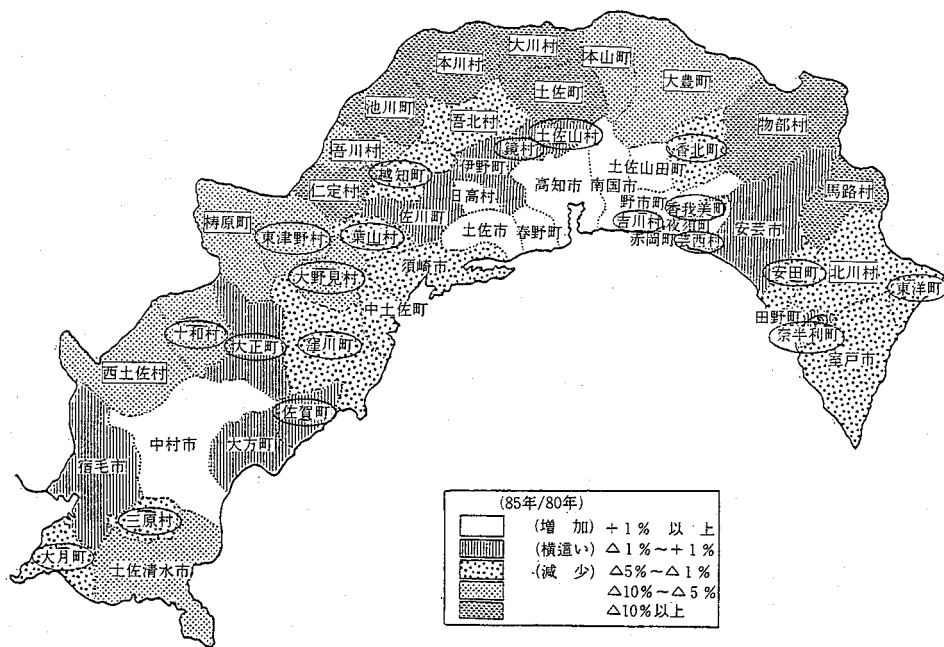 大川村
本川村
本山町
大豊町
土佐町
池川町
吾北村
物部村
土佐山村
鏡村
香北町
吾川村
伊野町
土佐山田町
越知町
高知市
南国市
馬路村
仁定村
日高村
野市町
香我美町
佐川町
吉川村
夜須町
安芸市
梼原町
土佐市
春野町
赤岡町
芸西村
東津野村
葉山村
須崎市
安田町
北川村
大野見村
東洋町
中土佐町
田野町
奈半利町
十和村
大正町
窪川町
室戸市
西土佐村
佐賀町
中村市
大方町
宿毛市
三原村
大月町
土佐清水市
(85年/80年)
(増 加) +1% 以 上
(横這い) △1%~+1%
(減 少) △5%~△1%
△10%~△5%
△10%以上